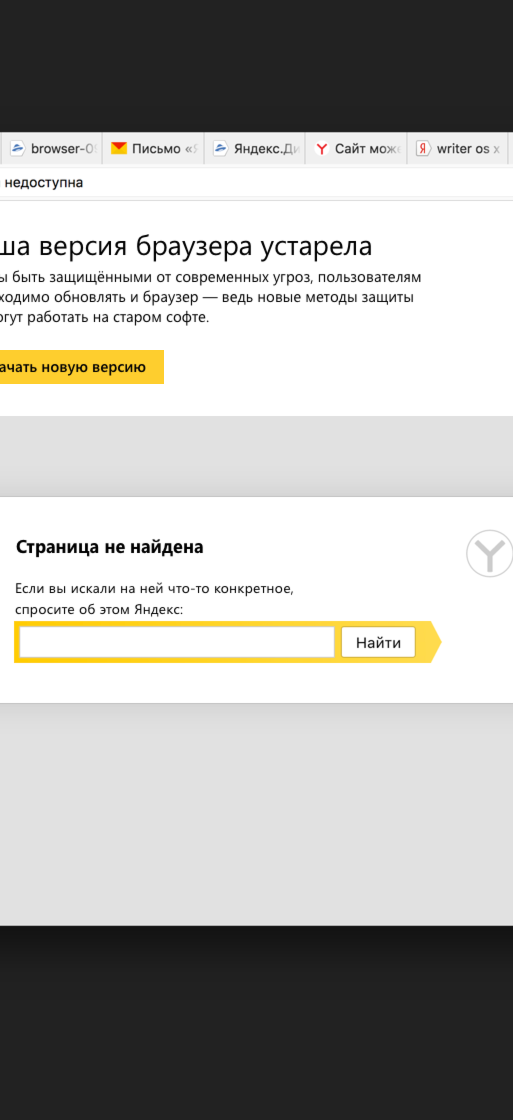 browser-0
Письмо «Я
Яндекс.Ди
Сайт може
writer os x
недоступна
ша версия браузера устарела
ы быть защищёнными от современных угроз, пользователям
ходимо обновлять и браузер — ведь новые методы защиты
огут работать на старом софте.
ачать новую версию
Страница не найдена
Если вы искали на ней что-то конкретное,
спросите об этом Яндекс:
Найти